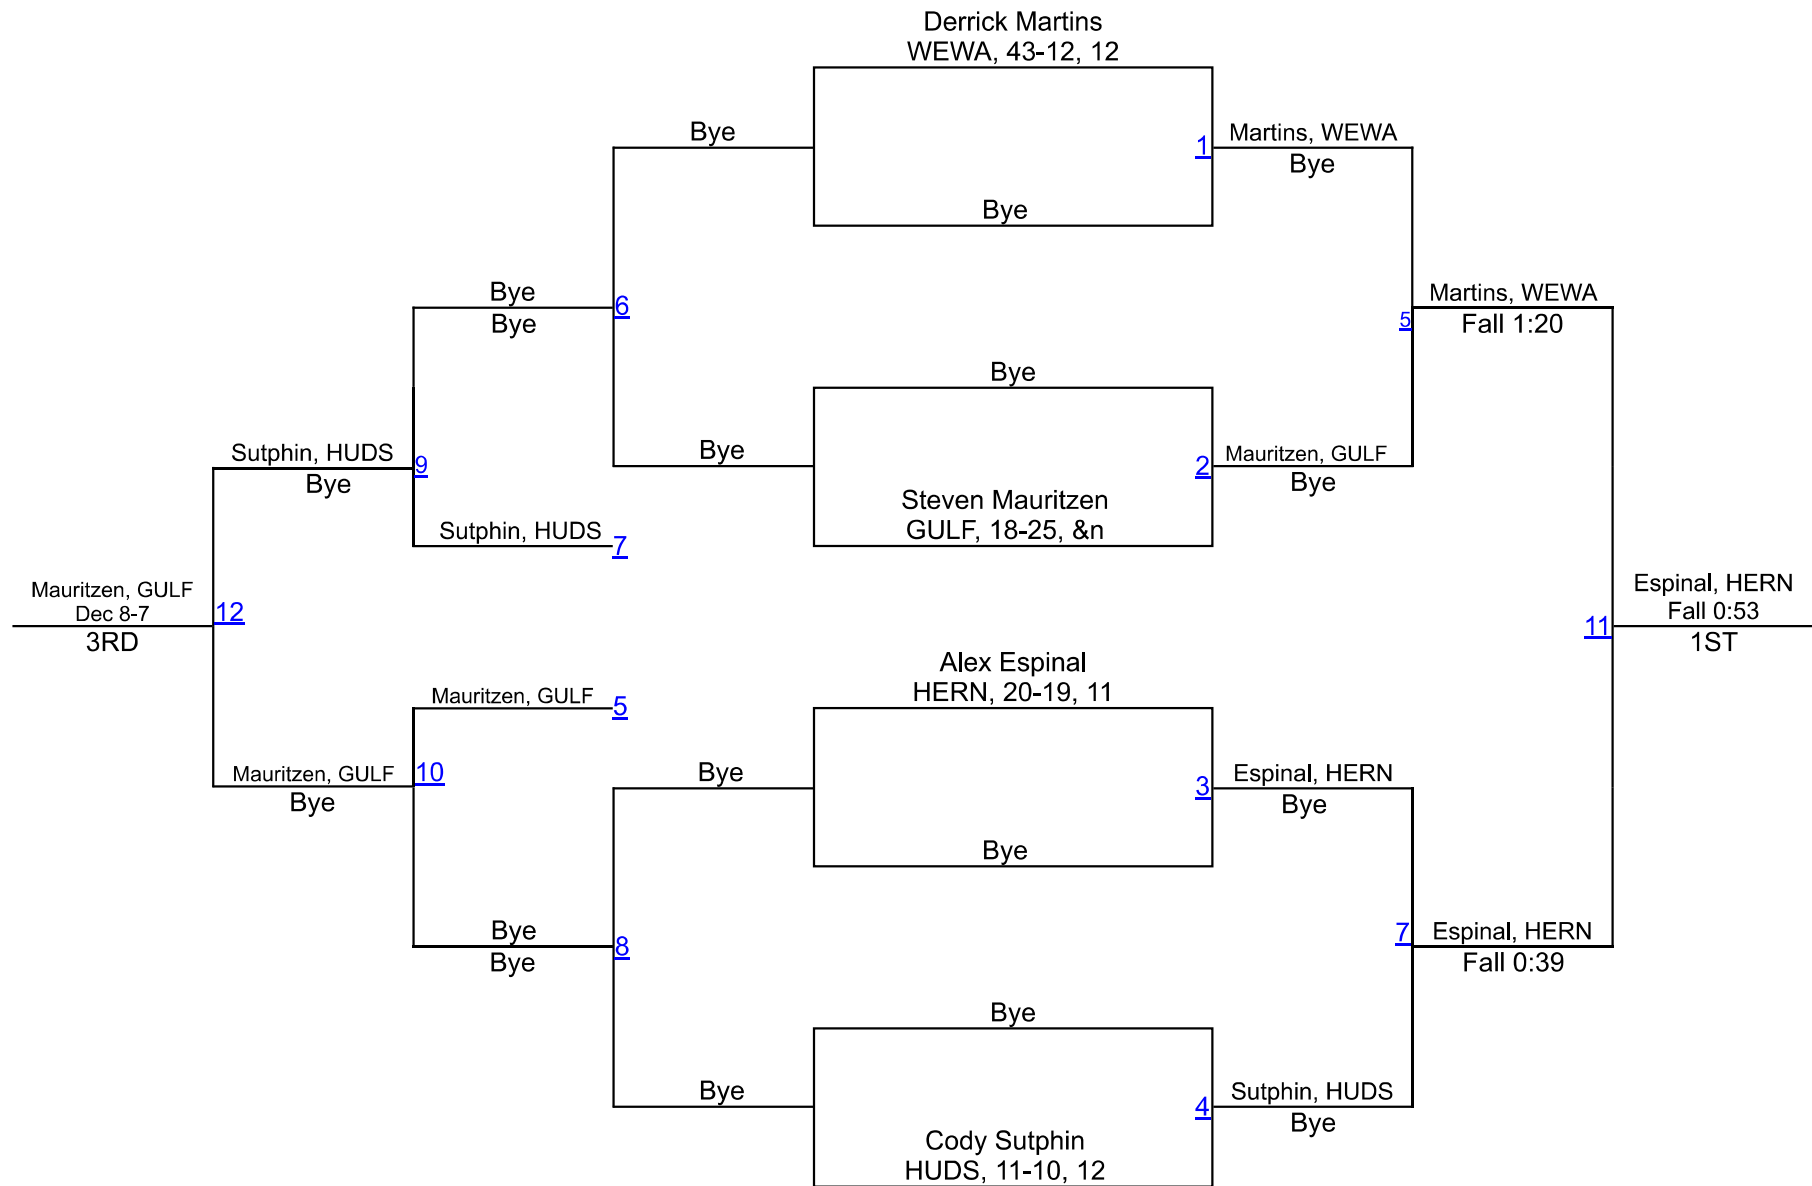 Derrick Martins
WEWA, 43-12, 12
Bye
1
Martins, WEWA
Bye
Bye
Bye
Bye
6
Martins, WEWA
5
Fall 1:20
Bye
Sutphin, HUDS
Bye
9
Bye
2
Mauritzen, GULF
Bye
Steven Mauritzen
GULF, 18-25, &n
Sutphin, HUDS
7
Mauritzen, GULF
Dec 8-7
3RD
12
Espinal, HERN
Fall 0:53
1ST
11
Alex Espinal
HERN, 20-19, 11
Mauritzen, GULF
5
Mauritzen, GULF
Bye
10
Bye
3
Espinal, HERN
Bye
Bye
Bye
Bye
8
7
Espinal, HERN
Fall 0:39
Bye
Bye
4
Sutphin, HUDS
Bye
Cody Sutphin
HUDS, 11-10, 12